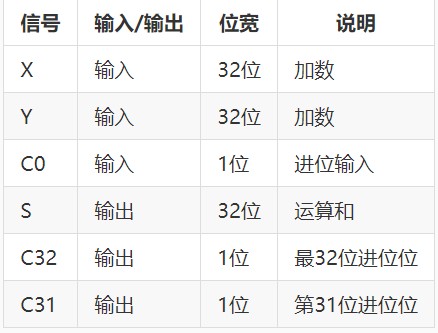 信号 输入/输出 位宽 说明
X 输入 32位 加数
Y 输入 32位 加数
C0 输入 1位 进位输入
S 输出 32位 运算和
C32 输出 1位 最32位进位位
C31 输出 1位 第31位进位位